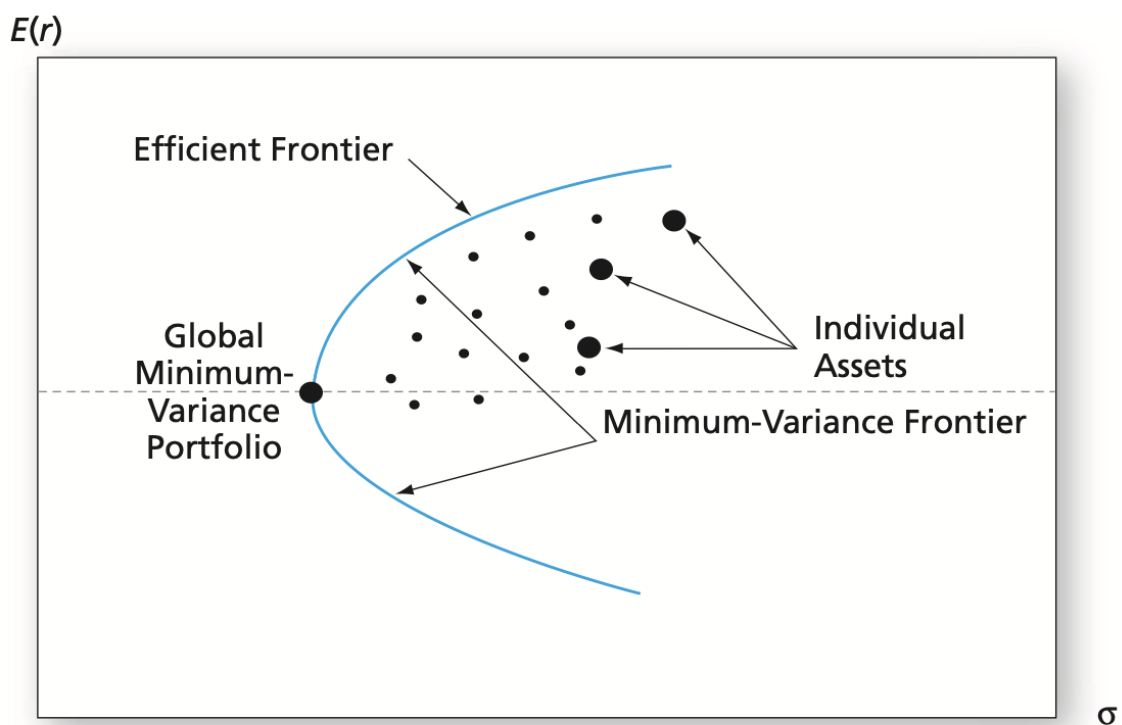 E(r)
Efficient Frontier
Global
Minimum-
Variance
Portfolio
Individual
Assets
Minimum-Variance Frontier
σ